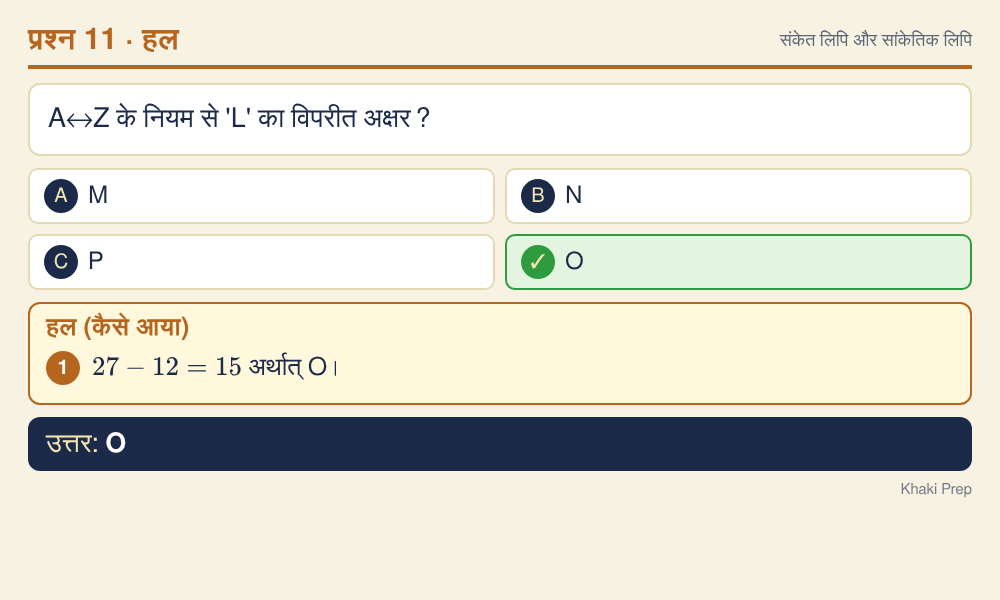 प्रश्न 11 · हल
संकेत लिपि और सांकेतिक लिपि
A↔Z के नियम से 'L' का विपरीत अक्षर ?
A M
B N
C P
✓ O
हल (कैसे आया)
1 27 − 12 = 15 अर्थात् O।
उत्तर: O
Khaki Prep